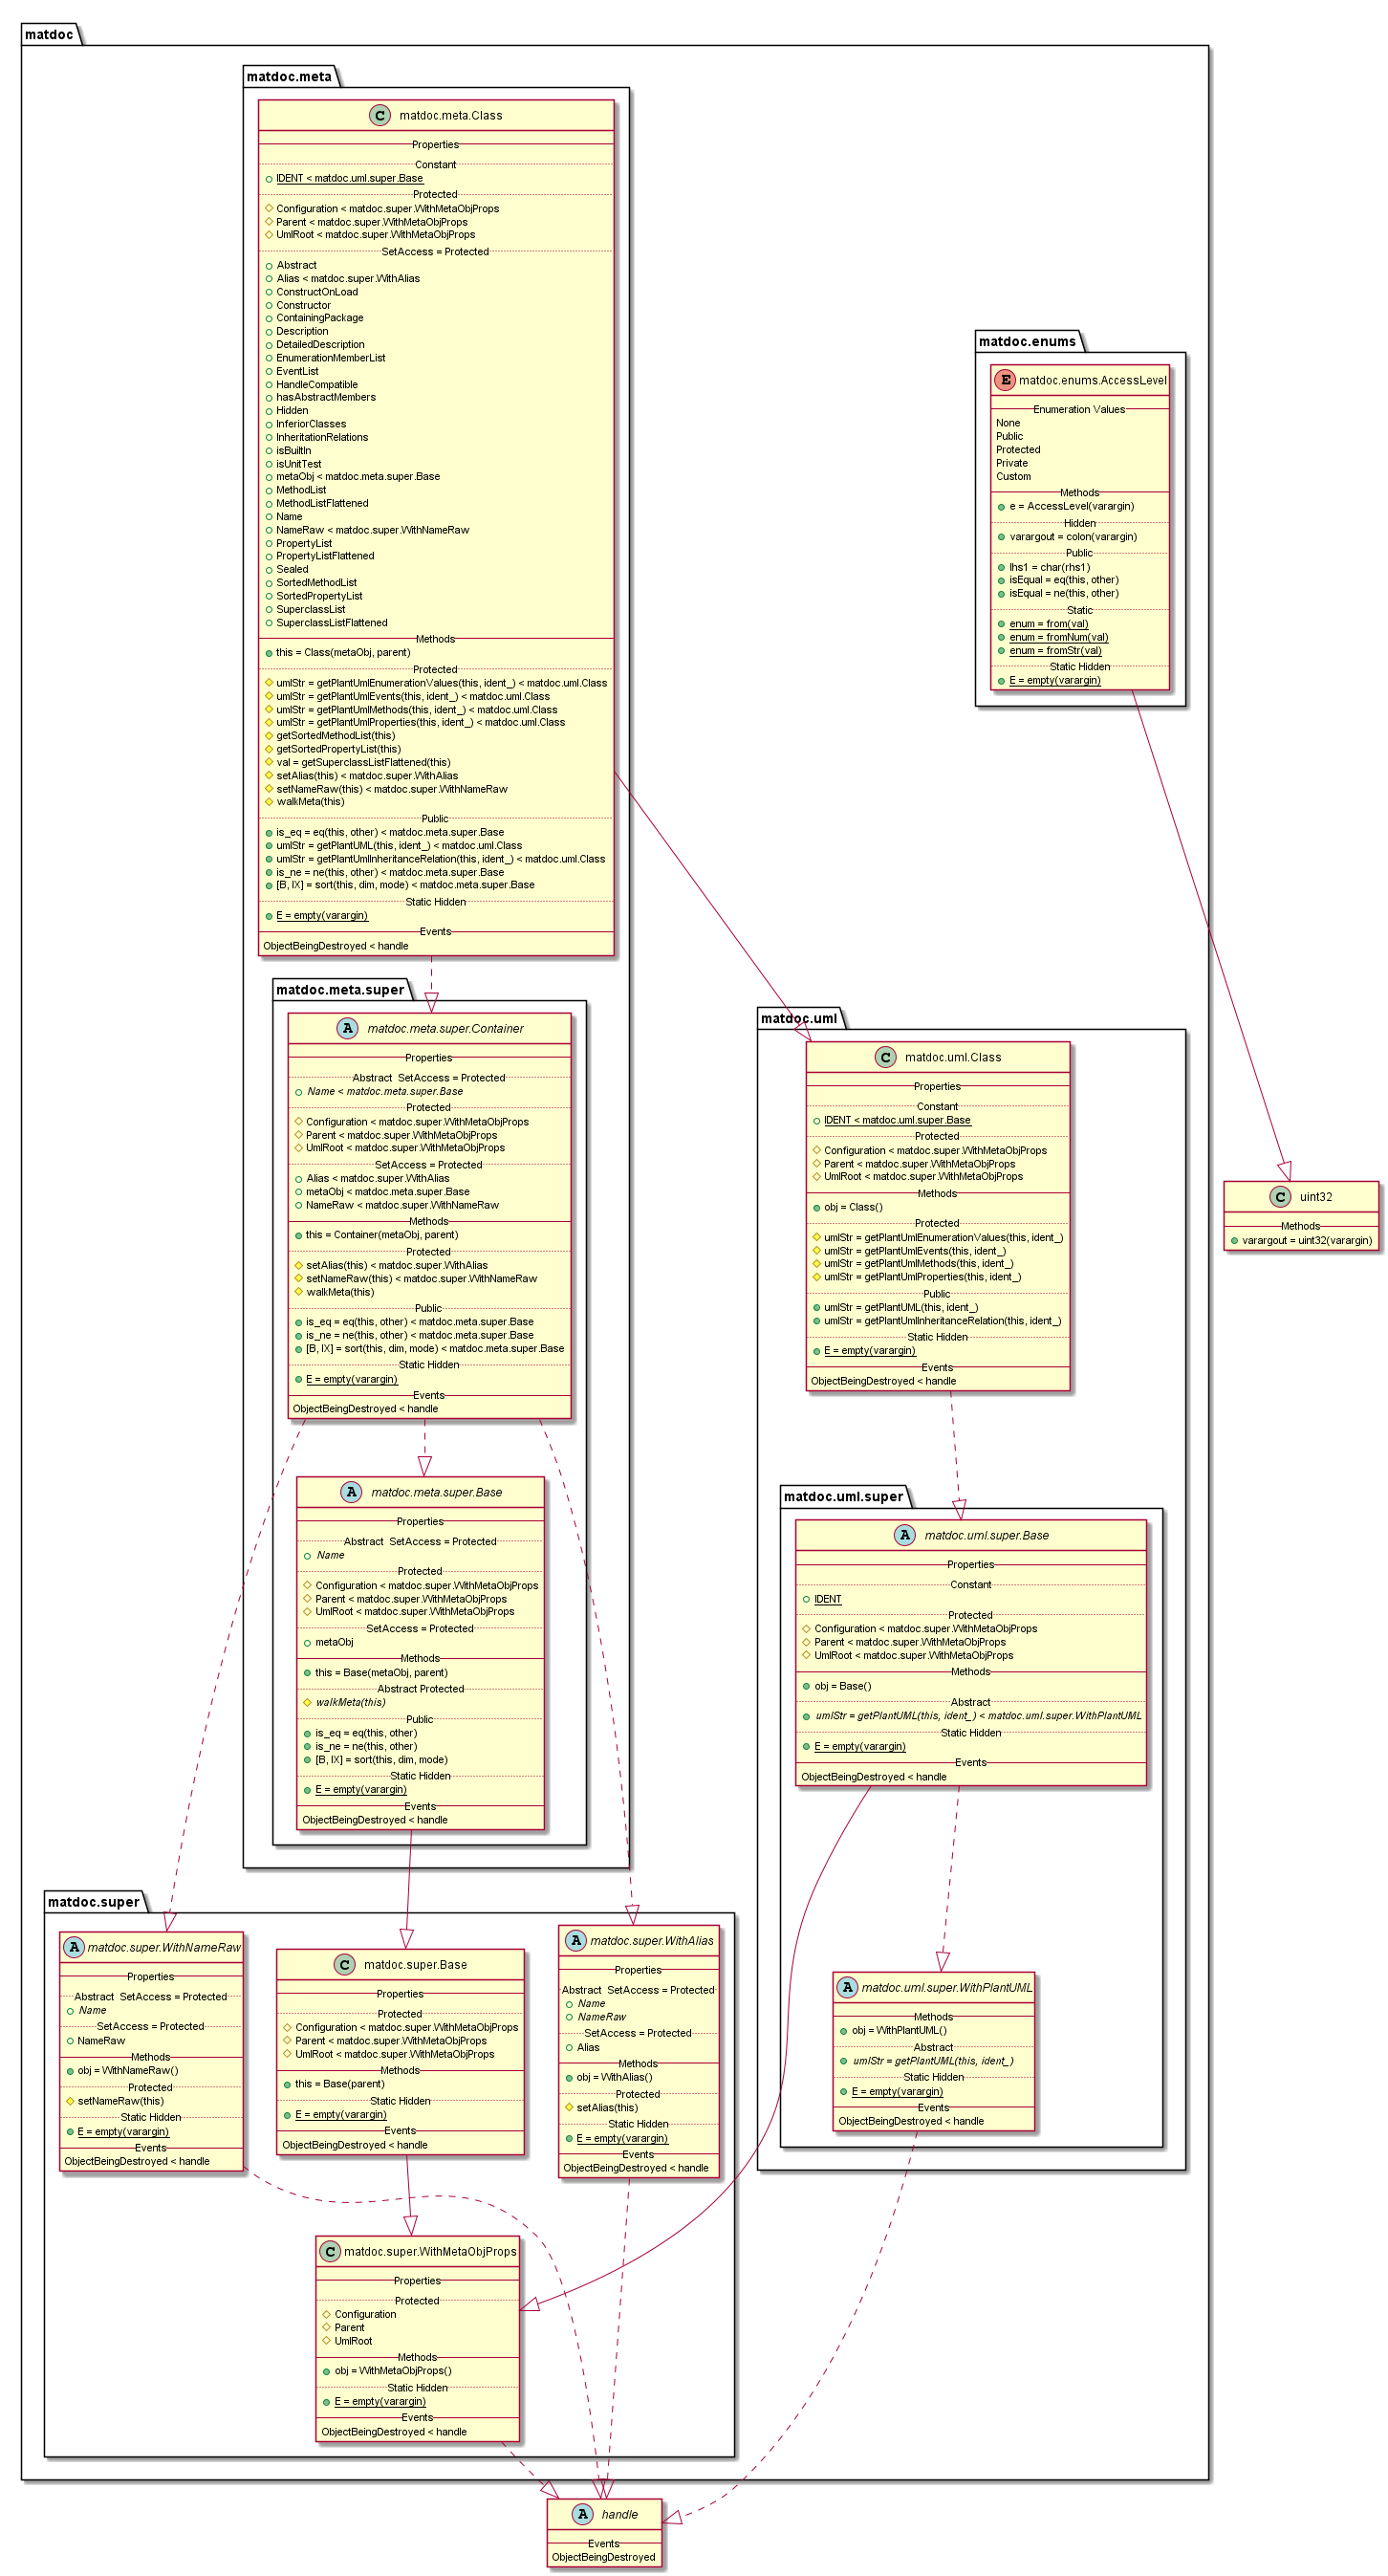 matdoc
matdoc.meta
C matdoc.meta.Class
Properties
Constant
IDENT < matdoc.uml.super.Base
Protected
Configuration < matdoc.super.WithMetaObjProps
Parent < matdoc.super.WithMetaObjProps
UmlRoot < matdoc.super.WithMetaObjProps
SetAccess = Protected
Abstract
Alias < matdoc.super.WithAlias
ConstructOnLoad
Constructor
ContainingPackage
Description
DetailedDescription
EnumerationMemberList
EventList
HandleCompatible
hasAbstractMembers
Hidden
InferiorClasses
InheritationRelations
isBuiltIn
isUnitTest
metaObj < matdoc.meta.super.Base
MethodList
MethodListFlattened
Name
NameRaw < matdoc.super.WithNameRaw
PropertyList
PropertyListFlattened
Sealed
SortedMethodList
SortedPropertyList
SuperclassList
SuperclassListFlattened
Methods
this = Class(metaObj, parent)
Protected
umlStr = getPlantUmlEnumerationValues(this, ident_) < matdoc.uml.Class
umlStr = getPlantUmlEvents(this, ident_) < matdoc.uml.Class
umlStr = getPlantUmlMethods(this, ident_) < matdoc.uml.Class
umlStr = getPlantUmlProperties(this, ident_) < matdoc.uml.Class
getSortedMethodList(this)
getSortedPropertyList(this)
val = getSuperclassListFlattened(this)
setAlias(this) < matdoc.super.WithAlias
setNameRaw(this) < matdoc.super.WithNameRaw
walkMeta(this)
Public
is_eq = eq(this, other) < matdoc.meta.super.Base
umlStr = getPlantUML(this, ident_) < matdoc.uml.Class
umlStr = getPlantUmlInheritanceRelation(this, ident_) < matdoc.uml.Class
is_ne = ne(this, other) < matdoc.meta.super.Base
[B, IX] = sort(this, dim, mode) < matdoc.meta.super.Base
Static Hidden
E = empty(varargin)
Events
ObjectBeingDestroyed < handle
matdoc.enums
E matdoc.enums.AccessLevel
Enumeration Values
None
Public
Protected
Private
Custom
Methods
e = AccessLevel(varargin)
Hidden
varargout = colon(varargin)
Public
lhs1 = char(rhs1)
isEqual = eq(this, other)
isEqual = ne(this, other)
Static
enum = from(val)
enum = fromNum(val)
enum = fromStr(val)
Static Hidden
E = empty(varargin)
matdoc.meta.super
A matdoc.meta.super.Container
Properties
Abstract SetAccess = Protected
Name < matdoc.meta.super.Base
Protected
Configuration < matdoc.super.WithMetaObjProps
Parent < matdoc.super.WithMetaObjProps
UmlRoot < matdoc.super.WithMetaObjProps
SetAccess = Protected
Alias < matdoc.super.WithAlias
metaObj < matdoc.meta.super.Base
NameRaw < matdoc.super.WithNameRaw
Methods
this = Container(metaObj, parent)
Protected
setAlias(this) < matdoc.super.WithAlias
setNameRaw(this) < matdoc.super.WithNameRaw
walkMeta(this)
Public
is_eq = eq(this, other) < matdoc.meta.super.Base
is_ne = ne(this, other) < matdoc.meta.super.Base
[B, IX] = sort(this, dim, mode) < matdoc.meta.super.Base
Static Hidden
E = empty(varargin)
Events
ObjectBeingDestroyed < handle
matdoc.uml
C matdoc.uml.Class
Properties
Constant
IDENT < matdoc.uml.super.Base
Protected
Configuration < matdoc.super.WithMetaObjProps
Parent < matdoc.super.WithMetaObjProps
UmlRoot < matdoc.super.WithMetaObjProps
Methods
obj = Class()
Protected
umlStr = getPlantUmlEnumerationValues(this, ident_)
umlStr = getPlantUmlEvents(this, ident_)
umlStr = getPlantUmlMethods(this, ident_)
umlStr = getPlantUmlProperties(this, ident_)
Public
umlStr = getPlantUML(this, ident_)
umlStr = getPlantUmlInheritanceRelation(this, ident_)
Static Hidden
E = empty(varargin)
Events
ObjectBeingDestroyed < handle
C uint32
Methods
varargout = uint32(varargin)
A matdoc.meta.super.Base
Properties
Abstract SetAccess = Protected
Name
Protected
Configuration < matdoc.super.WithMetaObjProps
Parent < matdoc.super.WithMetaObjProps
UmlRoot < matdoc.super.WithMetaObjProps
SetAccess = Protected
metaObj
Methods
this = Base(metaObj, parent)
Abstract Protected
walkMeta(this)
Public
is_eq = eq(this, other)
is_ne = ne(this, other)
[B, IX] = sort(this, dim, mode)
Static Hidden
E = empty(varargin)
Events
ObjectBeingDestroyed < handle
matdoc.uml.super
A matdoc.uml.super.Base
Properties
Constant
IDENT
Protected
Configuration < matdoc.super.WithMetaObjProps
Parent < matdoc.super.WithMetaObjProps
UmlRoot < matdoc.super.WithMetaObjProps
Methods
obj = Base()
Abstract
umlStr = getPlantUML(this, ident_) < matdoc.uml.super.WithPlantUML
Static Hidden
E = empty(varargin)
Events
ObjectBeingDestroyed < handle
matdoc.super
A matdoc.super.WithNameRaw
Properties
Abstract SetAccess = Protected
Name
SetAccess = Protected
NameRaw
Methods
obj = WithNameRaw()
Protected
setNameRaw(this)
Static Hidden
E = empty(varargin)
Events
ObjectBeingDestroyed < handle
C matdoc.super.Base
Properties
Protected
Configuration < matdoc.super.WithMetaObjProps
Parent < matdoc.super.WithMetaObjProps
UmlRoot < matdoc.super.WithMetaObjProps
Methods
this = Base(parent)
Static Hidden
E = empty(varargin)
Events
ObjectBeingDestroyed < handle
A matdoc.super.WithAlias
Properties
Abstract SetAccess = Protected
Name
NameRaw
SetAccess = Protected
Alias
Methods
obj = WithAlias()
Protected
setAlias(this)
Static Hidden
E = empty(varargin)
Events
ObjectBeingDestroyed < handle
A matdoc.uml.super.WithPlantUML
Methods
obj = WithPlantUML()
Abstract
umlStr = getPlantUML(this, ident_)
Static Hidden
E = empty(varargin)
Events
ObjectBeingDestroyed < handle
C matdoc.super.WithMetaObjProps
Properties
Protected
Configuration
Parent
UmlRoot
Methods
obj = WithMetaObjProps()
Static Hidden
E = empty(varargin)
Events
ObjectBeingDestroyed < handle
A handle
Events
ObjectBeingDestroyed